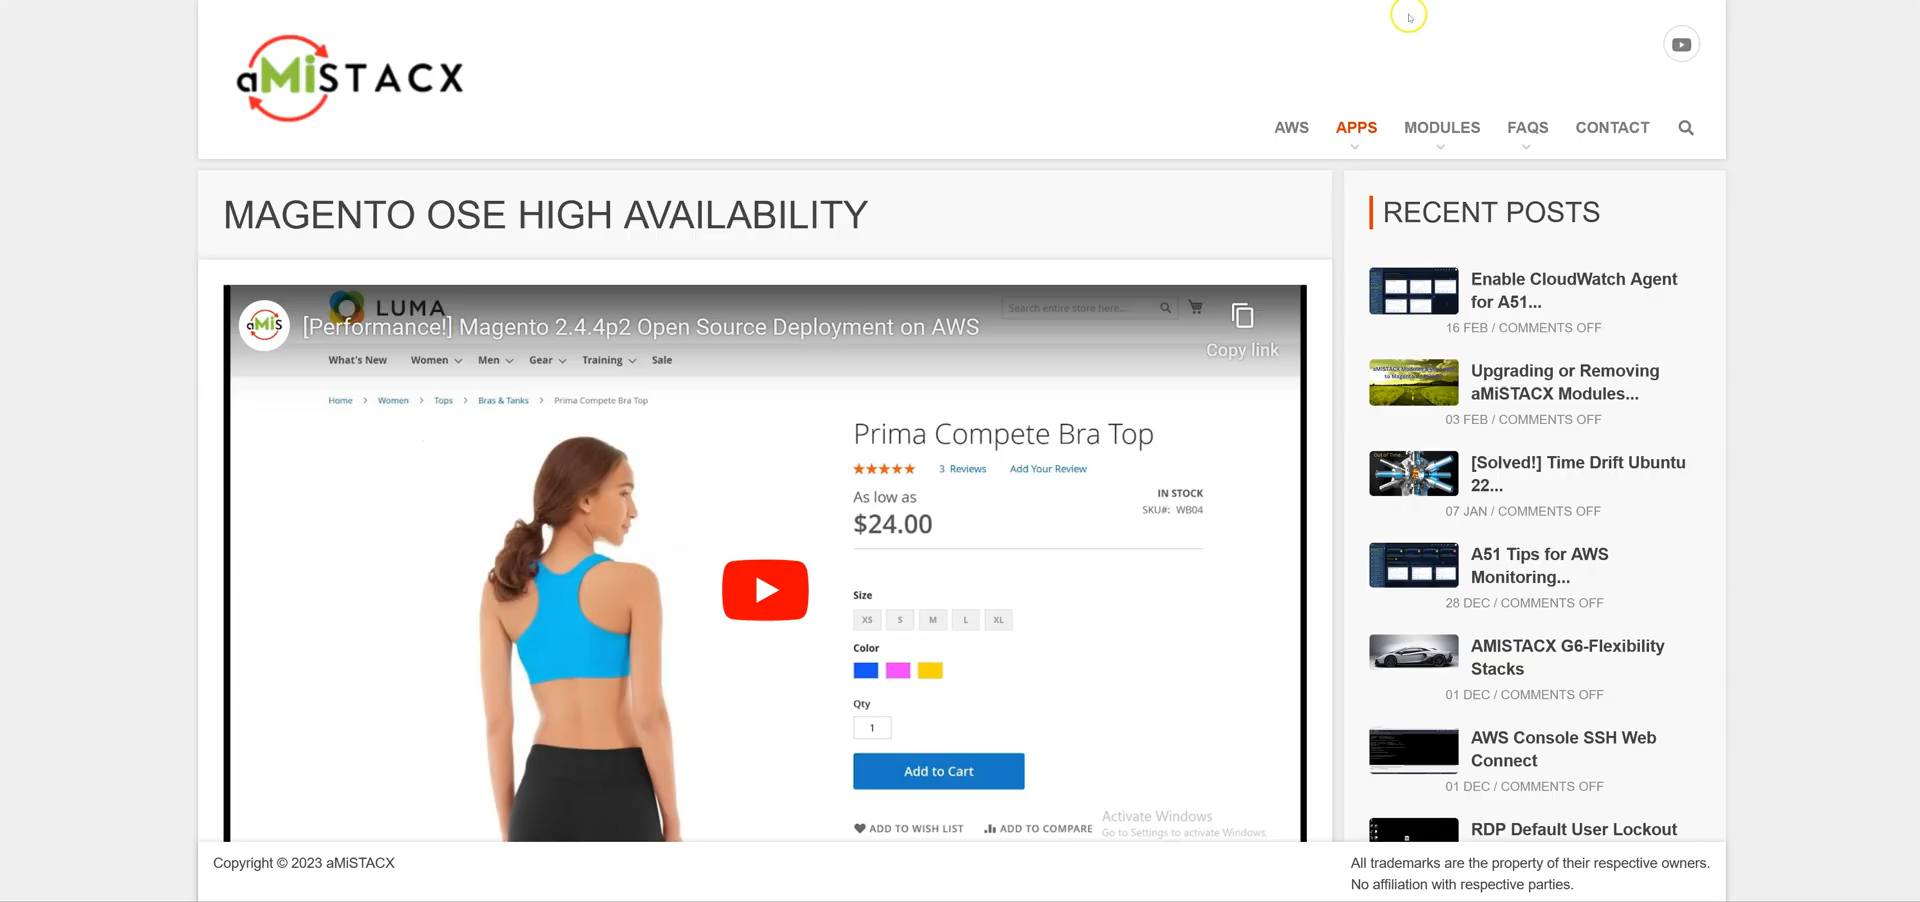 aMiSTACX
AWS
APPS
MODULES
FAQS
CONTACT
MAGENTO OSE HIGH AVAILABILITY
LUMA
Search entire store here...
aMiS
[Performance!] Magento 2.4.4p2 Open Source Deployment on AWS
Copy link
What's New
Women
Men
Gear
Training
Sale
Home > Women > Tops > Bras & Tanks > Prima Compete Bra Top
Prima Compete Bra Top
3 Reviews
Add Your Review
As low as
$24.00
IN STOCK
SKU#: WB04
Size
XS
S
M
L
XL
Color
Qty
1
Add to Cart
ADD TO WISH LIST
ADD TO COMPARE
Activate Windows
Go to Settings to activate Windows.
RECENT POSTS
Enable CloudWatch Agent
for A51...
16 FEB / COMMENTS OFF
Upgrading or Removing
aMiSTACX Modules...
03 FEB / COMMENTS OFF
Out of Time..
[Solved!] Time Drift Ubuntu
22...
07 JAN / COMMENTS OFF
A51 Tips for AWS
Monitoring...
28 DEC / COMMENTS OFF
AMISTACX G6-Flexibility
Stacks
01 DEC / COMMENTS OFF
AWS Console SSH Web
Connect
01 DEC / COMMENTS OFF
RDP Default User Lockout
Copyright © 2023 aMiSTACX
All trademarks are the property of their respective owners.
No affiliation with respective parties.